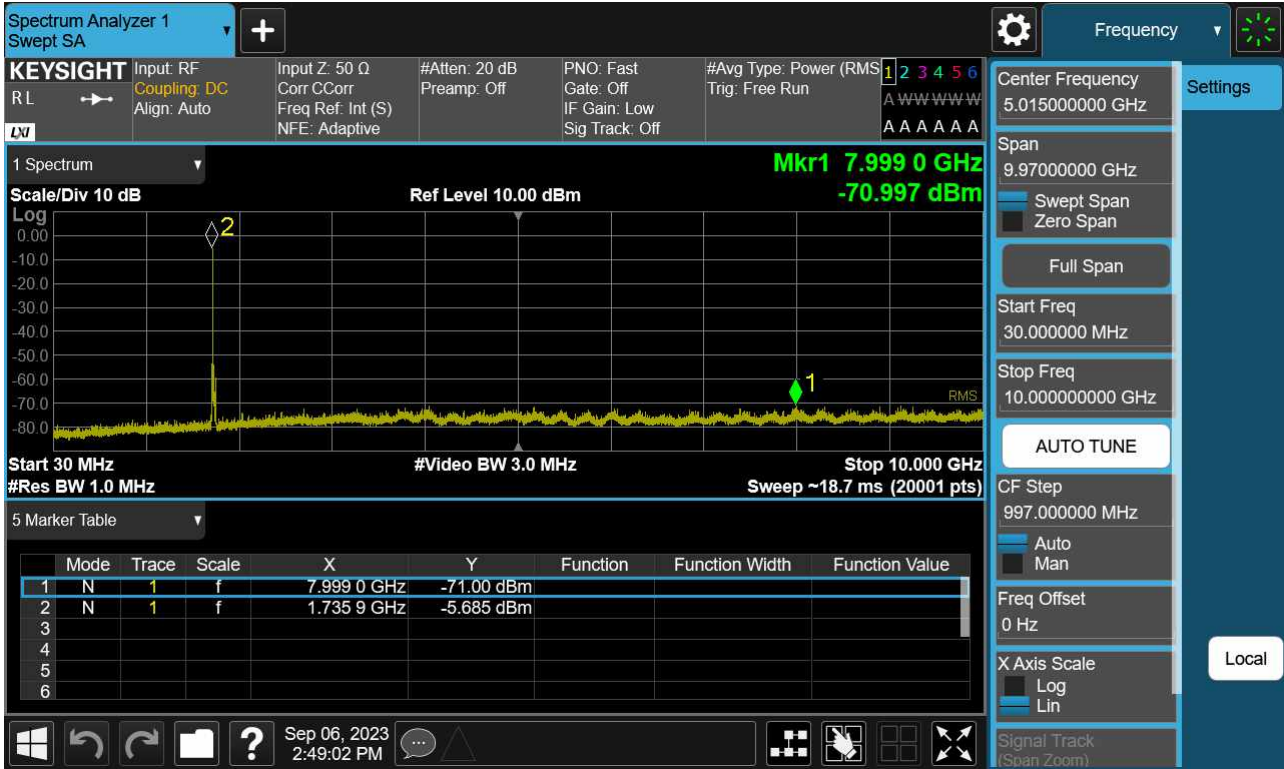 Spectrum Analyzer 1
Swept SA
Frequency
KEYSIGHT
R L
LXI
Input: RF
Coupling: DC
Align: Auto
Input Z: 50 Ω
Corr CCorr
Freq Ref: Int (S)
NFE: Adaptive
#Atten: 20 dB
Preamp: Off
PNO: Fast
Gate: Off
IF Gain: Low
Sig Track: Off
#Avg Type: Power (RMS
Trig: Free Run
1 2 3 4 5 6
A W W W W W
A A A A A A
1 Spectrum
Mkr1 7.999 0 GHz
-70.997 dBm
Scale/Div 10 dB
Ref Level 10.00 dBm
Log
0.00
-10.0
-20.0
-30.0
-40.0
-50.0
-60.0
-70.0
-80.0
2
1
RMS
Start 30 MHz
#Video BW 3.0 MHz
Stop 10.000 GHz
#Res BW 1.0 MHz
Sweep ~18.7 ms (20001 pts)
5 Marker Table
Mode Trace Scale X Y Function Function Width Function Value
1 N 1 f 7.999 0 GHz -71.00 dBm
2 N 1 f 1.735 9 GHz -5.685 dBm
3
4
5
6
Sep 06, 2023
2:49:02 PM
Center Frequency
5.015000000 GHz
Span
9.97000000 GHz
Swept Span
Zero Span
Full Span
Start Freq
30.000000 MHz
Stop Freq
10.000000000 GHz
AUTO TUNE
CF Step
997.000000 MHz
Auto
Man
Freq Offset
0 Hz
X Axis Scale
Log
Lin
Signal Track
(Span Zoom)
Settings
Local